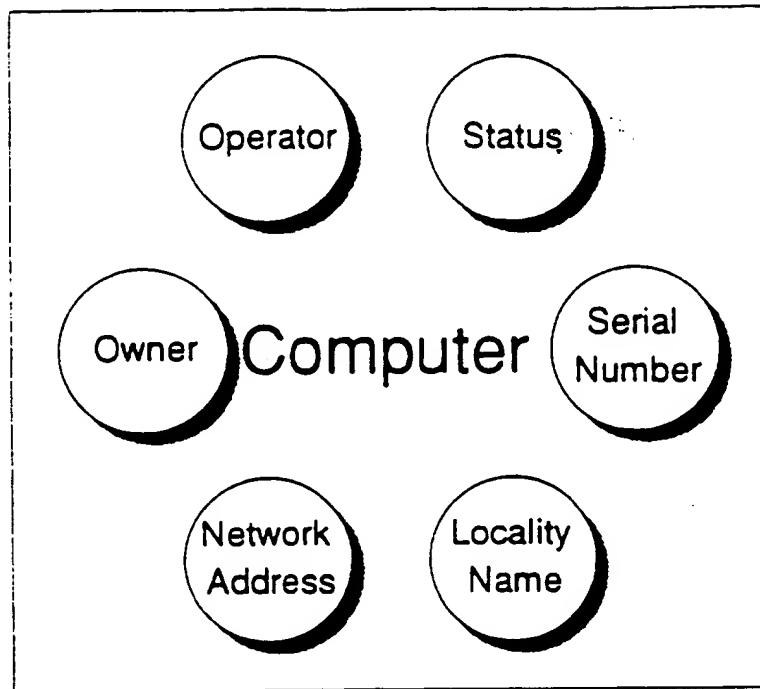 Operator
Status
Owner
Computer
Serial
Number
Network
Address
Locality
Name